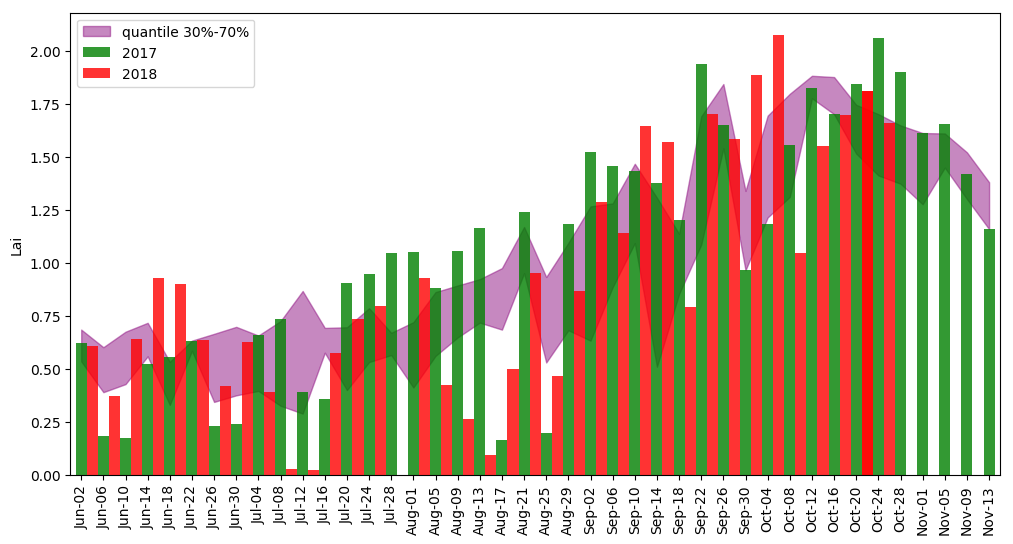 quantile 30%-70%
2017
2018
2.00
1.75
1.50
1.25
1.00
0.75
0.50
0.25
0.00
Lai
Jun-02
Jun-06
Jun-10
Jun-14
Jun-18
Jun-22
Jun-26
Jun-30
Jul-04
Jul-08
Jul-12
Jul-16
Jul-20
Jul-24
Jul-28
Aug-01
Aug-05
Aug-09
Aug-13
Aug-17
Aug-21
Aug-25
Aug-29
Sep-02
Sep-06
Sep-10
Sep-14
Sep-18
Sep-22
Sep-26
Sep-30
Oct-04
Oct-08
Oct-12
Oct-16
Oct-20
Oct-24
Oct-28
Nov-01
Nov-05
Nov-09
Nov-13